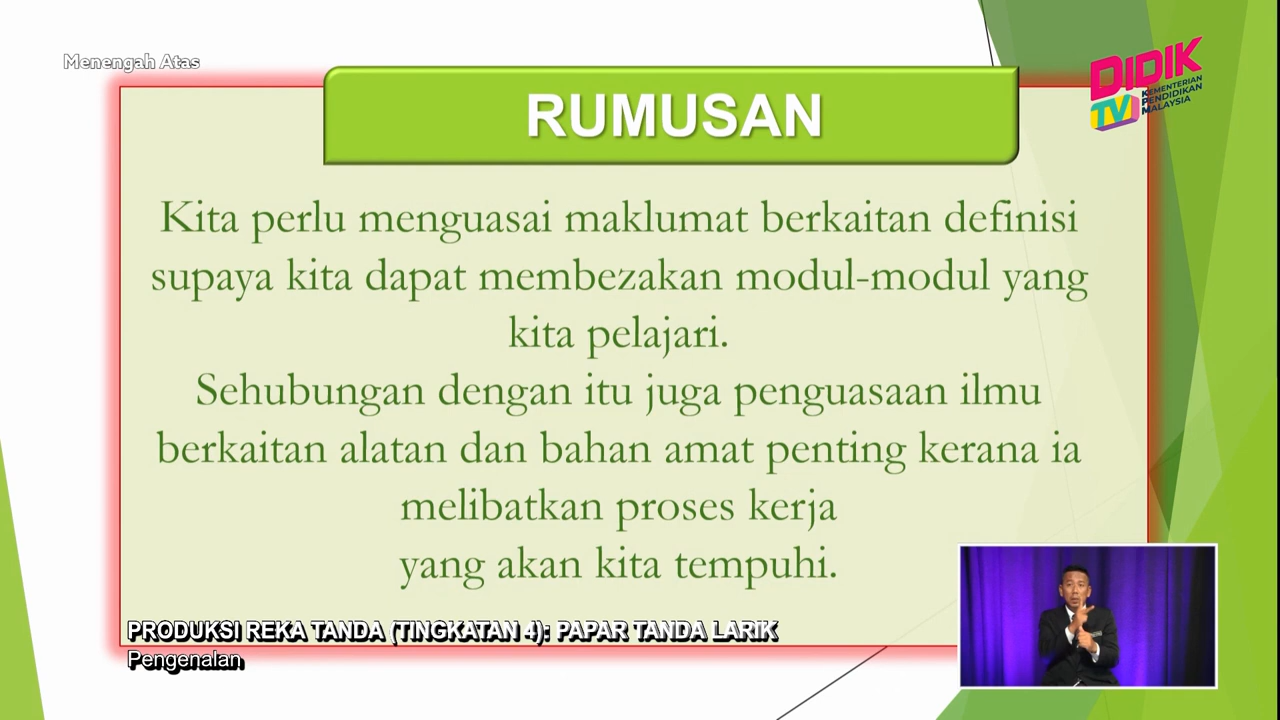 Menengah Atas
DIDIK
TV
KEMENTERIAN
PENDIDIKAN
MALAYSIA
RUMUSAN
Kita perlu menguasai maklumat berkaitan definisi
supaya kita dapat membezakan modul-modul yang
kita pelajari.
Sehubungan dengan itu juga penguasaan ilmu
berkaitan alatan dan bahan amat penting kerana ia
melibatkan proses kerja
yang akan kita tempuhi.
PRODUKSI REKA TANDA (TINGKATAN 4): PAPAR TANDA LARIK
Pengenalan